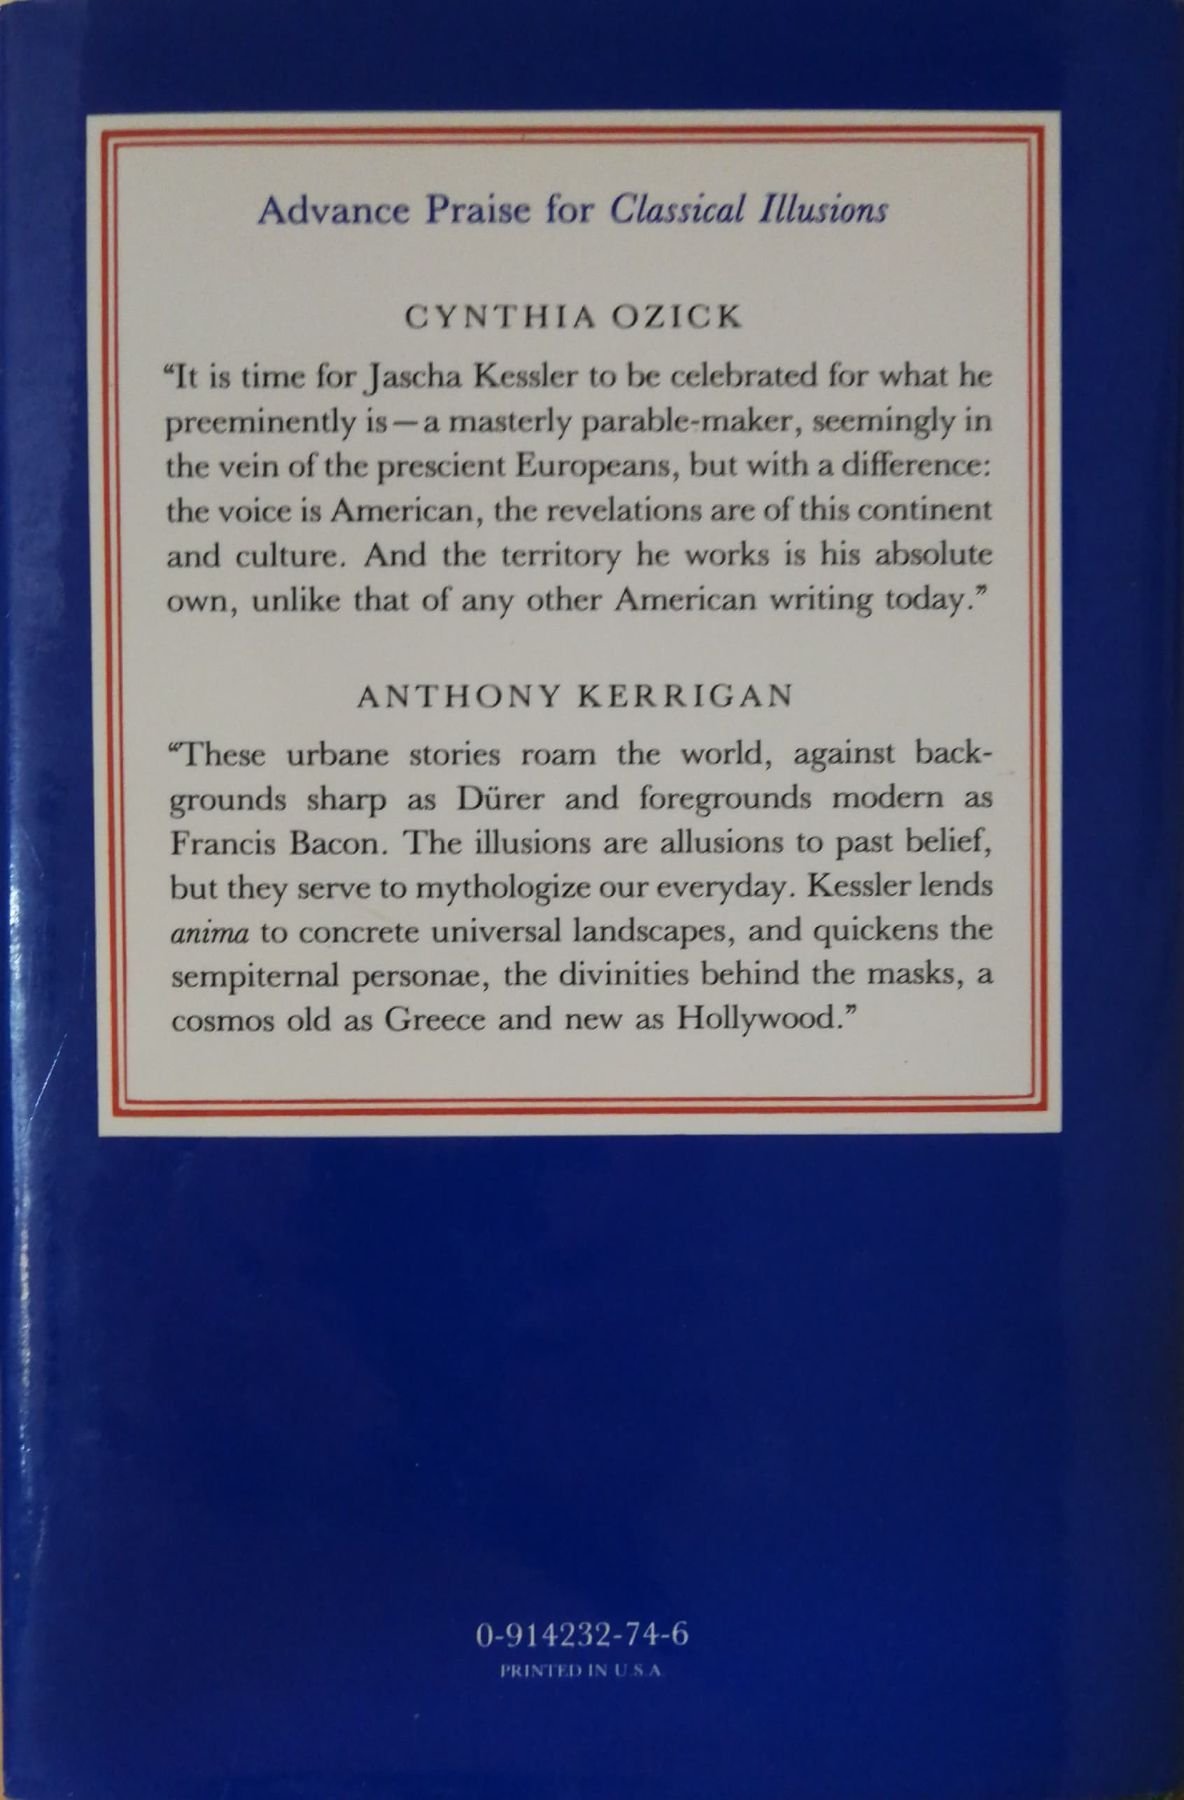 Advance Praise for Classical Illusions
CYNTHIA OZICK
“It is time for Jascha Kessler to be celebrated for what he
preeminently is—a masterly parable-maker, seemingly in
the vein of the prescient Europeans, but with a difference:
the voice is American, the revelations are of this continent
and culture. And the territory he works is his absolute
own, unlike that of any other American writing today.”
ANTHONY KERRIGAN
“These urbane stories roam the world, against back-
grounds sharp as Dürer and foregrounds modern as
Francis Bacon. The illusions are allusions to past belief,
but they serve to mythologize our everyday. Kessler lends
anima to concrete universal landscapes, and quickens the
sempiternal personae, the divinities behind the masks, a
cosmos old as Greece and new as Hollywood.”
0-914232-74-6
PRINTED IN U.S.A